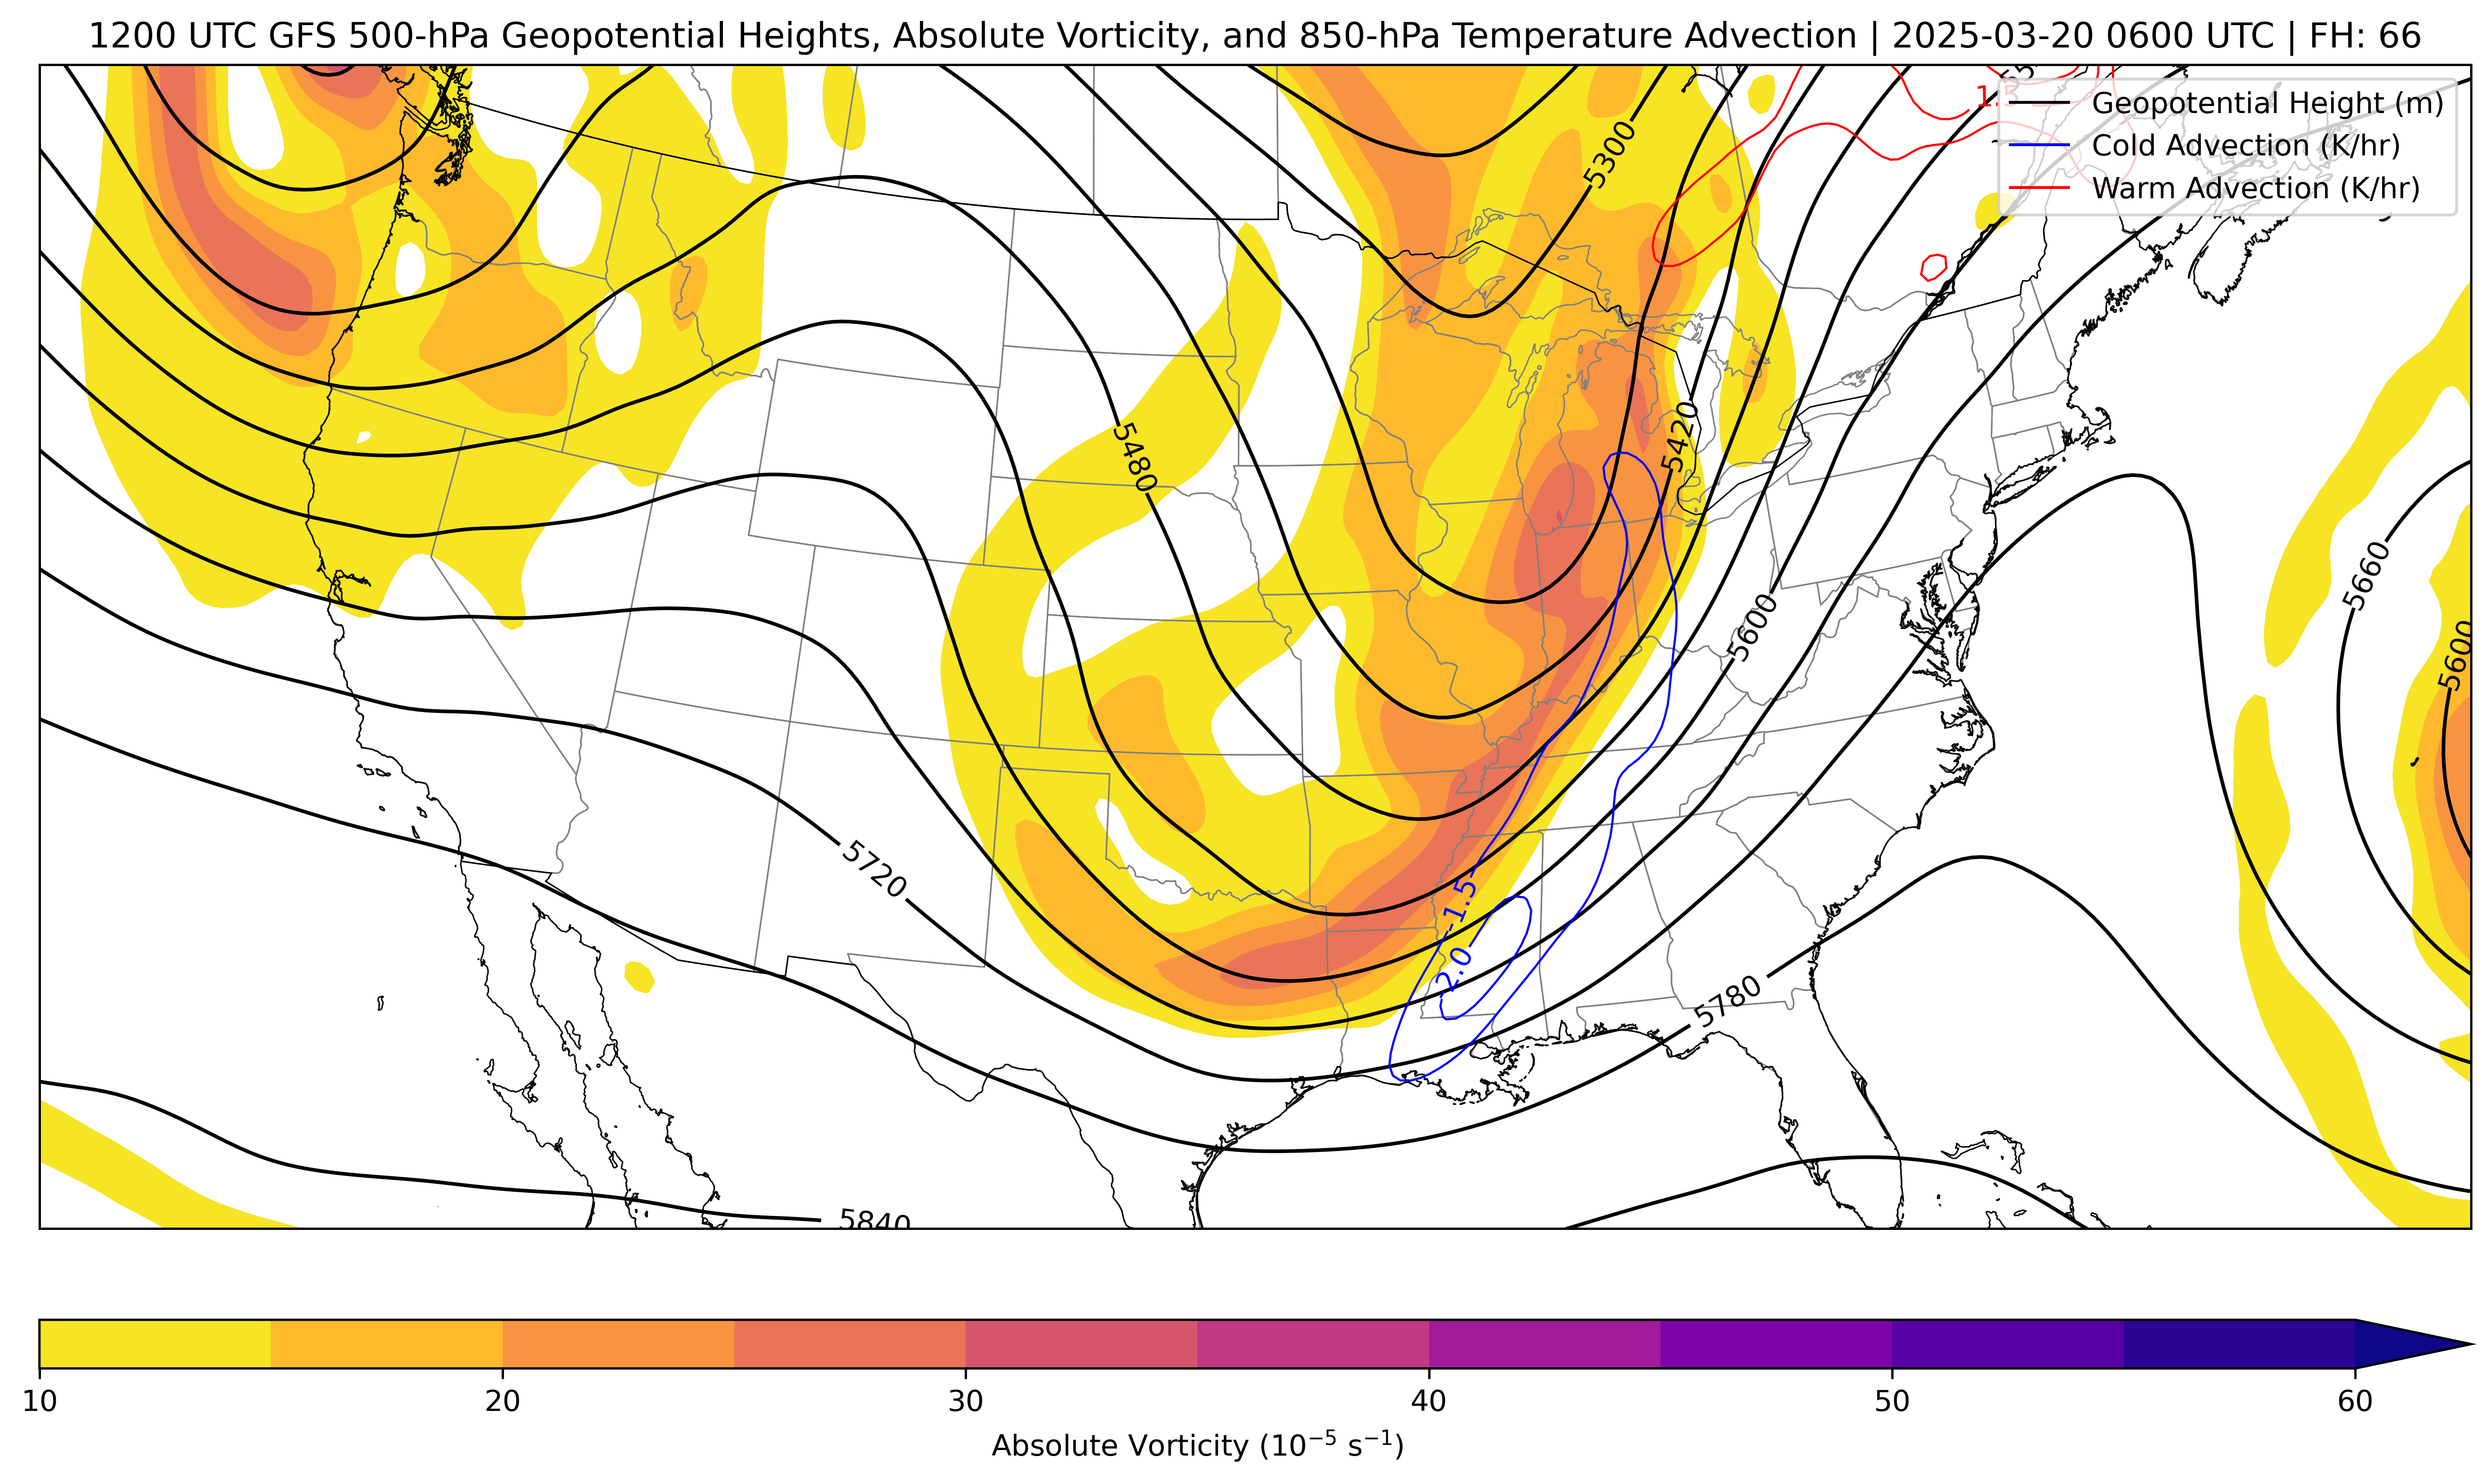 1200 UTC GFS 500-hPa Geopotential Heights, Absolute Vorticity, and 850-hPa Temperature Advection | 2025-03-20 0600 UTC | FH: 66
Geopotential Height (m)
Cold Advection (K/hr)
Warm Advection (K/hr)
5300
5480
5420
5660
5600
5600
5720
-1.5
-2.0
5780
5840
10 20 30 40 50 60
Absolute Vorticity (10⁻⁵ s⁻¹)